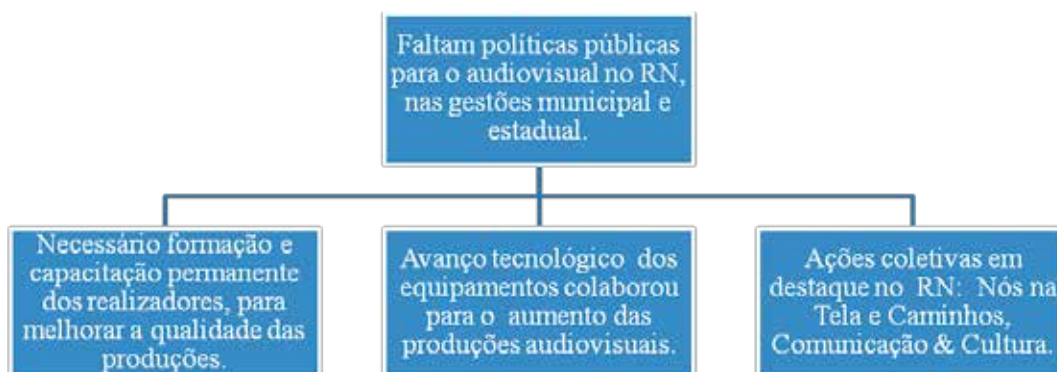 Faltam políticas públicas
para o audiovisual no RN,
nas gestões municipal e
estadual.
Necessário formação e
capacitação permanente
dos realizadores, para
melhorar a qualidade das
produções.
Avanço tecnológico dos
equipamentos colaborou
para o aumento das
produções audiovisuais.
Ações coletivas em
destaque no RN: Nós na
Tela e Caminhos,
Comunicação & Cultura.